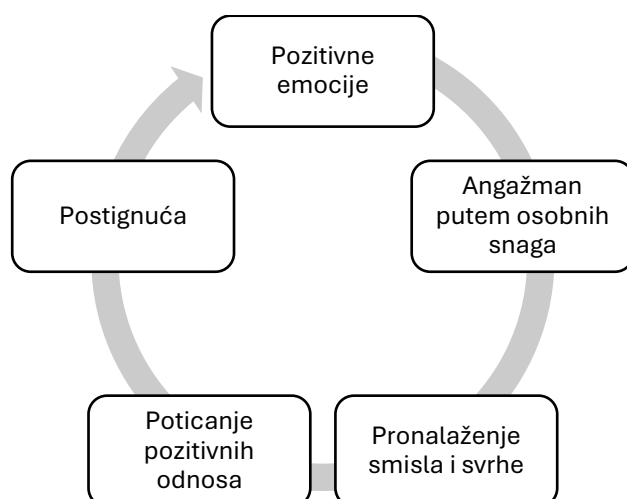 Pozitivne
emocije
Angažman
putem osobnih
snaga
Pronalaženje
smisla i svrhe
Poticanje
pozitivnih
odnosa
Postignuća